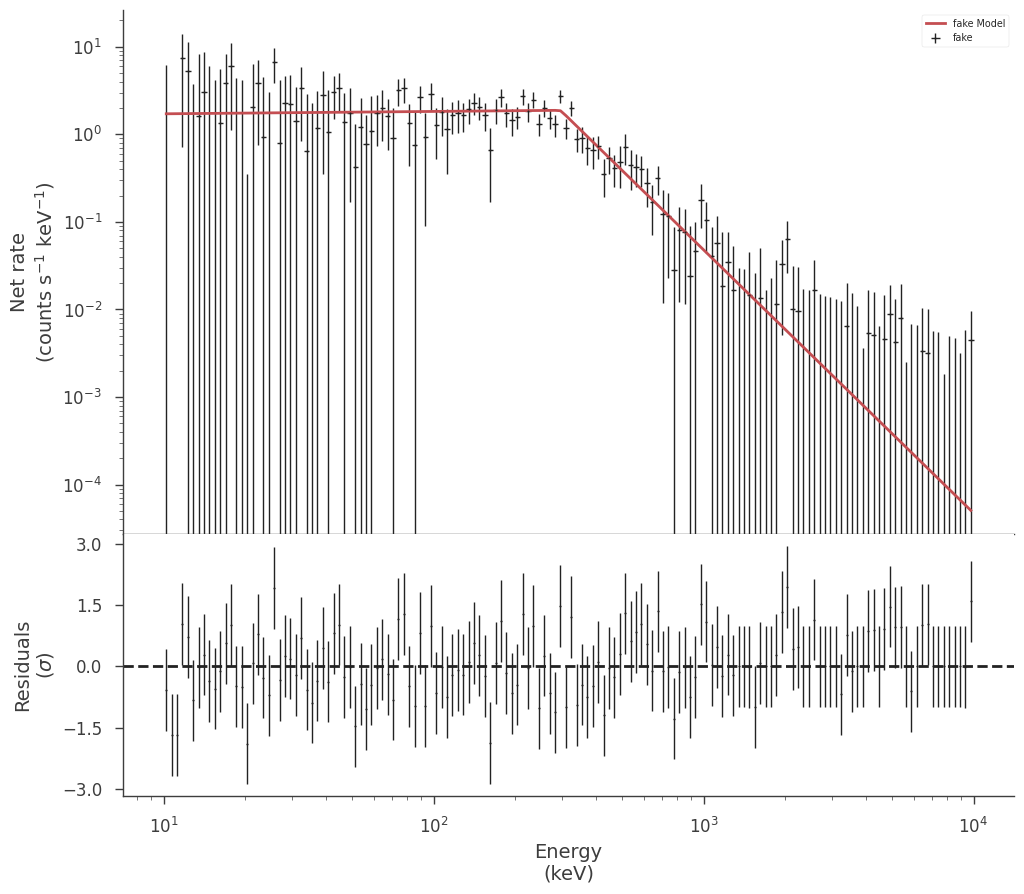 fake Model
fake
10¹
10⁰
10⁻¹
10⁻²
10⁻³
10⁻⁴
Net rate
(counts s⁻¹ keV⁻¹)
3.0
1.5
0.0
−1.5
−3.0
Residuals
(σ)
10¹ 10² 10³ 10⁴
Energy
(keV)